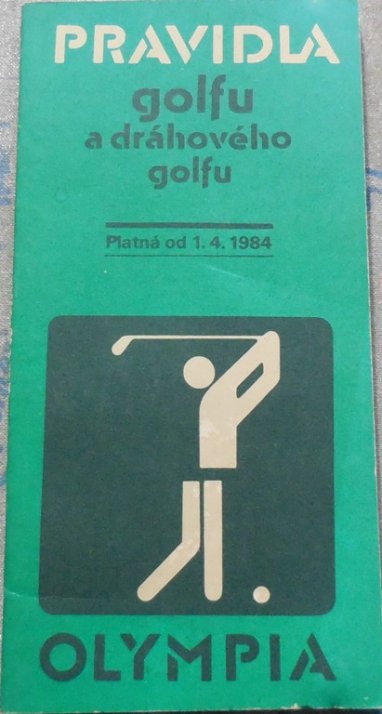 PRAVIDLA
golfu
a dráhového
golfu
Platná od 1. 4. 1984
OLYMPIA